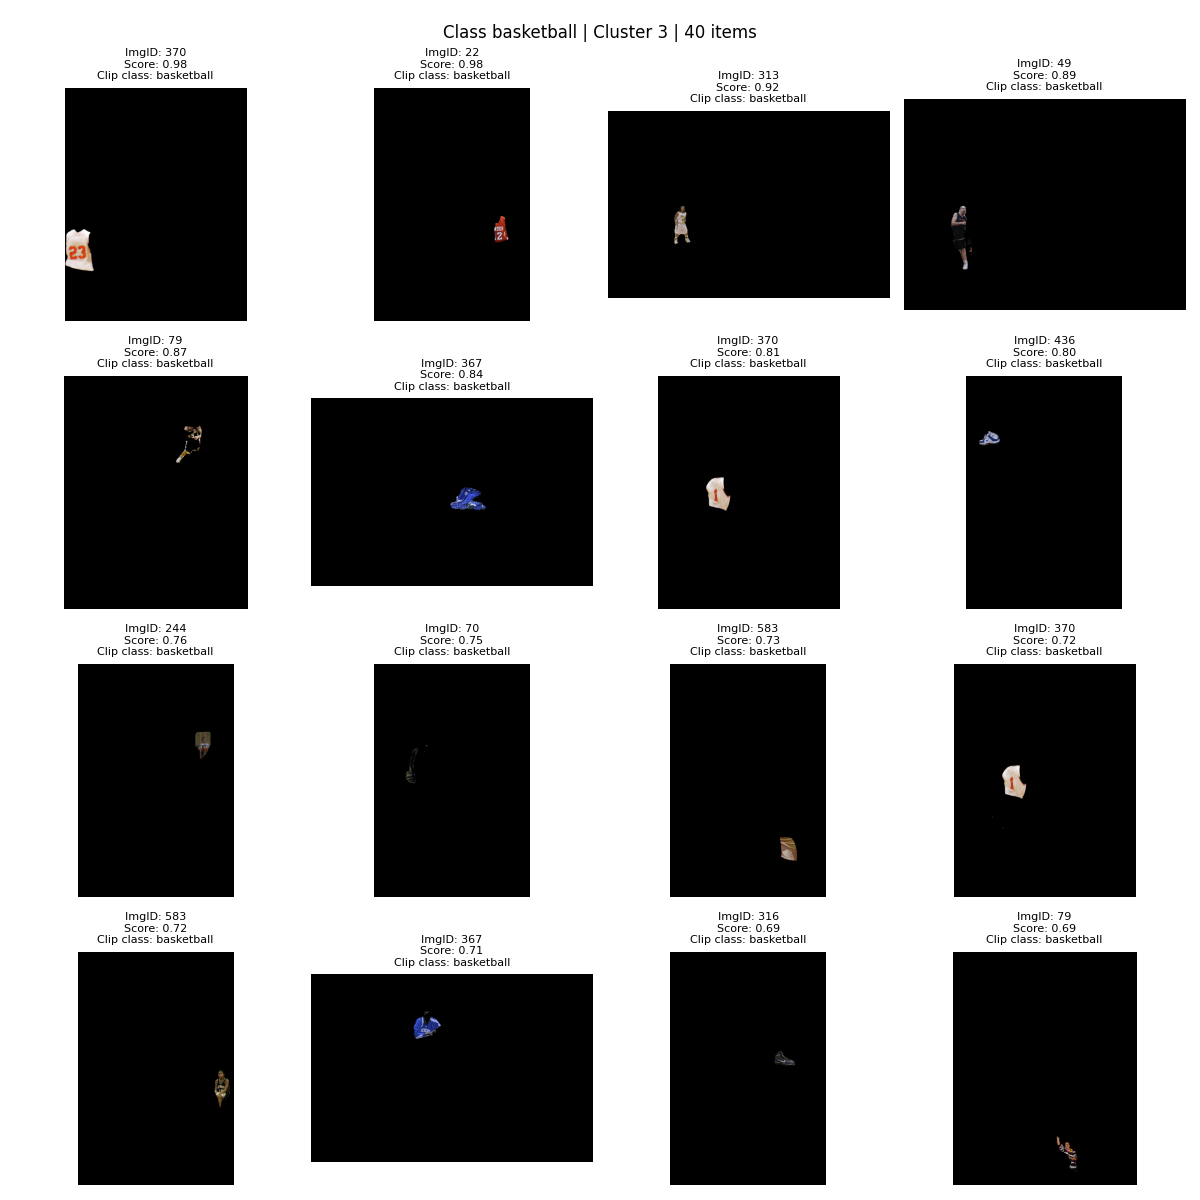 Class basketball | Cluster 3 | 40 items
ImgID: 370
Score: 0.98
Clip class: basketball
ImgID: 22
Score: 0.98
Clip class: basketball
ImgID: 313
Score: 0.92
Clip class: basketball
ImgID: 49
Score: 0.89
Clip class: basketball
23
2
ImgID: 79
Score: 0.87
Clip class: basketball
ImgID: 367
Score: 0.84
Clip class: basketball
ImgID: 370
Score: 0.81
Clip class: basketball
ImgID: 436
Score: 0.80
Clip class: basketball
1
ImgID: 244
Score: 0.76
Clip class: basketball
ImgID: 70
Score: 0.75
Clip class: basketball
ImgID: 583
Score: 0.73
Clip class: basketball
ImgID: 370
Score: 0.72
Clip class: basketball
1
ImgID: 583
Score: 0.72
Clip class: basketball
ImgID: 367
Score: 0.71
Clip class: basketball
ImgID: 316
Score: 0.69
Clip class: basketball
ImgID: 79
Score: 0.69
Clip class: basketball